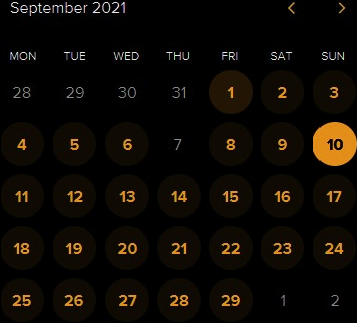 September 2021
MON TUE WED THU FRI SAT SUN
28 29 30 31 1 2 3
4 5 6 7 8 9 10
11 12 13 14 15 16 17
18 19 20 21 22 23 24
25 26 27 28 29 1 2